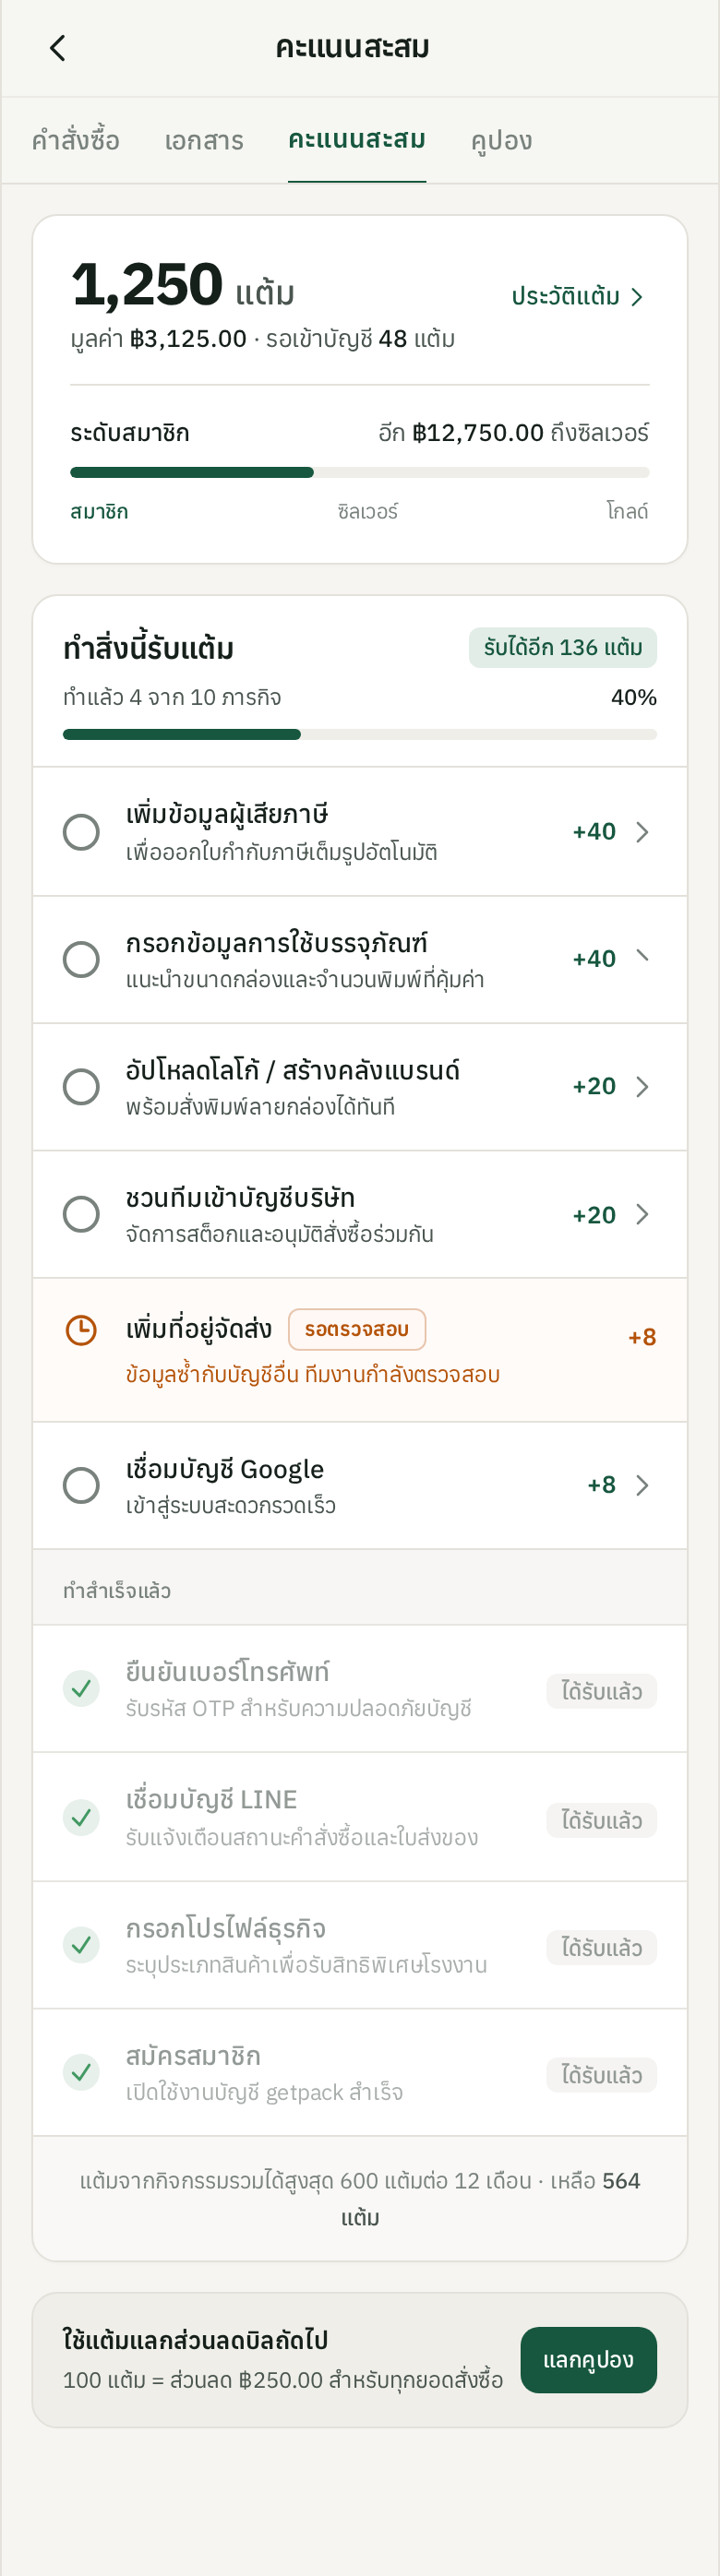 คะแนนสะสม
คำสั่งซื้อ เอกสาร คะแนนสะสม คูปอง
1,250 แต้ม ประวัติแต้ม
มูลค่า ฿3,125.00 · รอเข้าบัญชี 48 แต้ม
ระดับสมาชิก อีก ฿12,750.00 ถึงซิลเวอร์
สมาชิก ซิลเวอร์ โกลด์
ทำสิ่งนี้รับแต้ม รับได้อีก 136 แต้ม
ทำแล้ว 4 จาก 10 ภารกิจ 40%
เพิ่มข้อมูลผู้เสียภาษี
เพื่อออกใบกำกับภาษีเต็มรูปอัตโนมัติ
+40
กรอกข้อมูลการใช้บรรจุภัณฑ์
แนะนำขนาดกล่องและจำนวนพิมพ์ที่คุ้มค่า
+40
อัปโหลดโลโก้ / สร้างคลังแบรนด์
พร้อมสั่งพิมพ์ลายกล่องได้ทันที
+20
ชวนทีมเข้าบัญชีบริษัท
จัดการสต็อกและอนุมัติสั่งซื้อร่วมกัน
+20
เพิ่มที่อยู่จัดส่ง รอตรวจสอบ
ข้อมูลซ้ำกับบัญชีอื่น ทีมงานกำลังตรวจสอบ
+8
เชื่อมบัญชี Google
เข้าสู่ระบบสะดวกรวดเร็ว
+8
ทำสำเร็จแล้ว
ยืนยันเบอร์โทรศัพท์
รับรหัส OTP สำหรับความปลอดภัยบัญชี
ได้รับแล้ว
เชื่อมบัญชี LINE
รับแจ้งเตือนสถานะคำสั่งซื้อและใบส่งของ
ได้รับแล้ว
กรอกโปรไฟล์ธุรกิจ
ระบุประเภทสินค้าเพื่อรับสิทธิพิเศษโรงงาน
ได้รับแล้ว
สมัครสมาชิก
เปิดใช้งานบัญชี getpack สำเร็จ
ได้รับแล้ว
แต้มจากกิจกรรมรวมได้สูงสุด 600 แต้มต่อ 12 เดือน · เหลือ 564
แต้ม
ใช้แต้มแลกส่วนลดบิลถัดไป
100 แต้ม = ส่วนลด ฿250.00 สำหรับทุกยอดสั่งซื้อ
แลกคูปอง